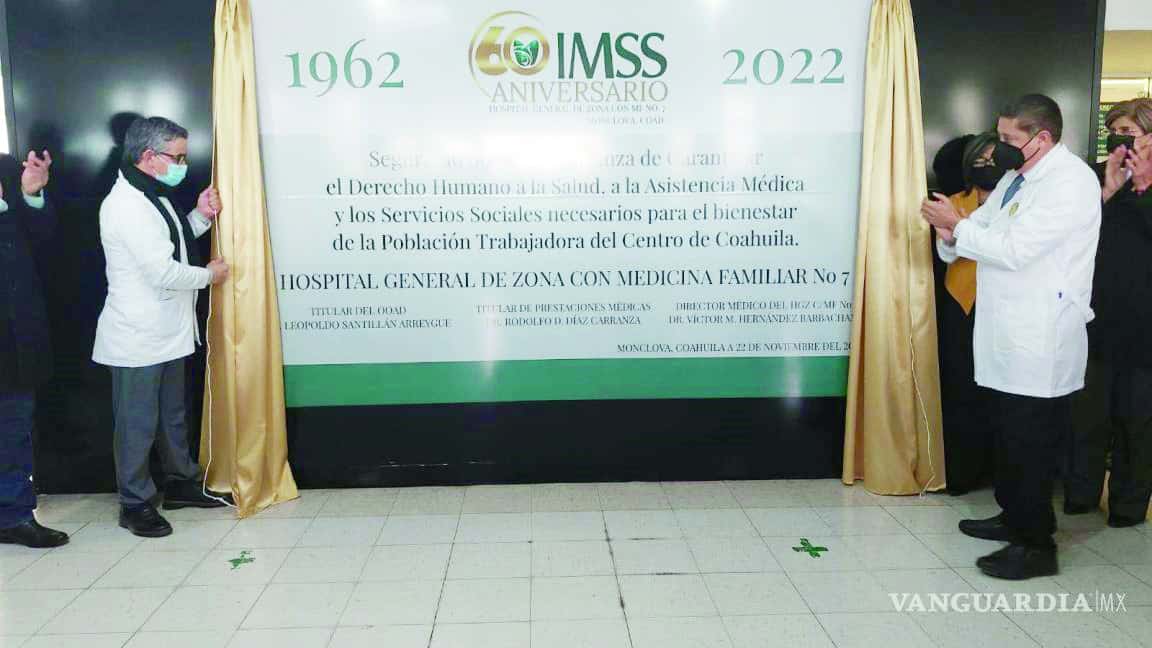 1962
60 IMSS
2022
ANIVERSARIO
HOSPITAL GENERAL DE ZONA CON MF NO. 7
MONCLOVA, COAH
de
el Derecho Humano a la Salud, a la Asistencia Médica
y los Servicios Sociales necesarios para el bienestar
de la Población Trabajadora del Centro de Coahuila.
HOSPITAL GENERAL DE ZONA CON MEDICINA FAMILIAR No 7
TITULAR DEL OOAD
LEOPOLDO SANTILLÁN ARREYGUE
TITULAR DE PRESTACIONES MÉDICAS
DR. RODOLFO D. DÍAZ CARRANZA
DIRECTOR MÉDICO DEL HGZ C/MF No
DR. VÍCTOR M. HERNÁNDEZ
MONCLOVA, COAHUILA A 22 DE NOVIEMBRE DEL
VANGUARDIA|MX